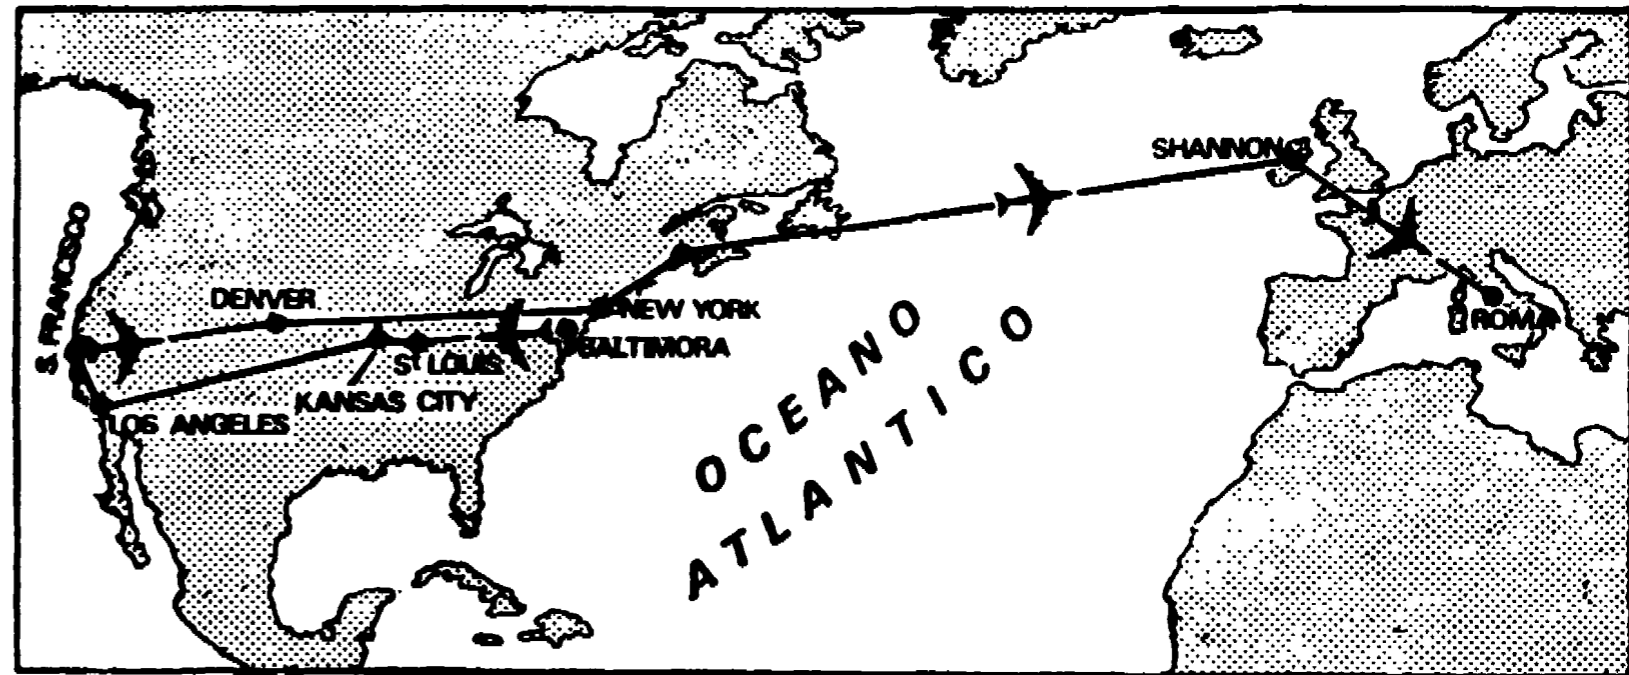 SHANNON
S. FRANCISCO
DENVER
NEW YORK
BALTIMORA
ROMA
ST LOUIS
KANSAS CITY
LOS ANGELES
OCEANO
ATLANTICO